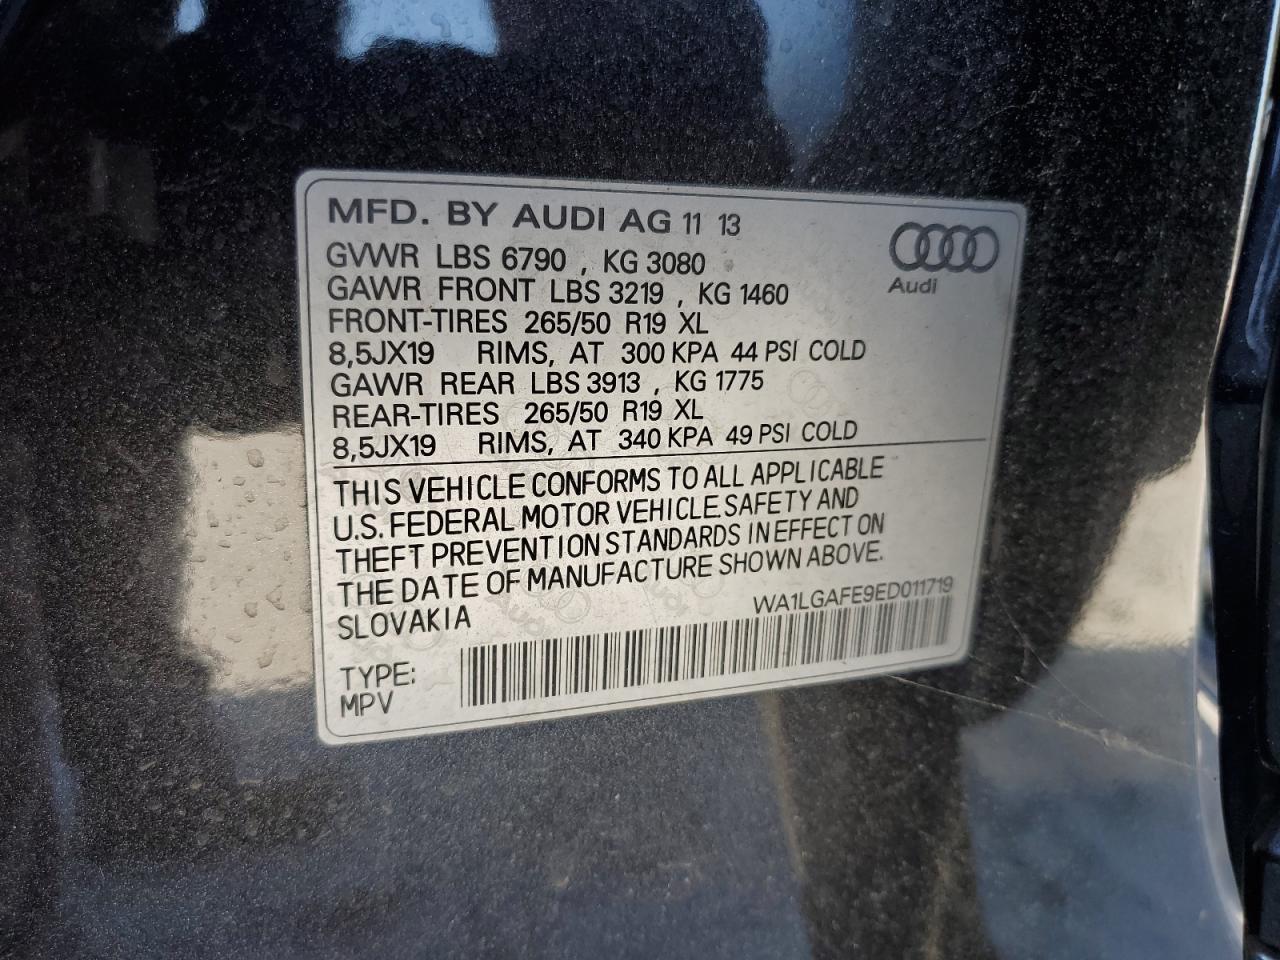 MFD. BY AUDI AG 11 13
Audi
GVWR LBS 6790 , KG 3080
GAWR FRONT LBS 3219 , KG 1460
FRONT-TIRES 265/50 R19 XL
8,5JX19 RIMS, AT 300 KPA 44 PSI COLD
GAWR REAR LBS 3913 , KG 1775
REAR-TIRES 265/50 R19 XL
8,5JX19 RIMS, AT 340 KPA 49 PSI COLD
THIS VEHICLE CONFORMS TO ALL APPLICABLE
U.S. FEDERAL MOTOR VEHICLE SAFETY AND
THEFT PREVENTION STANDARDS IN EFFECT ON
THE DATE OF MANUFACTURE SHOWN ABOVE.
SLOVAKIA
WA1LGAFE9ED011719
TYPE:
MPV